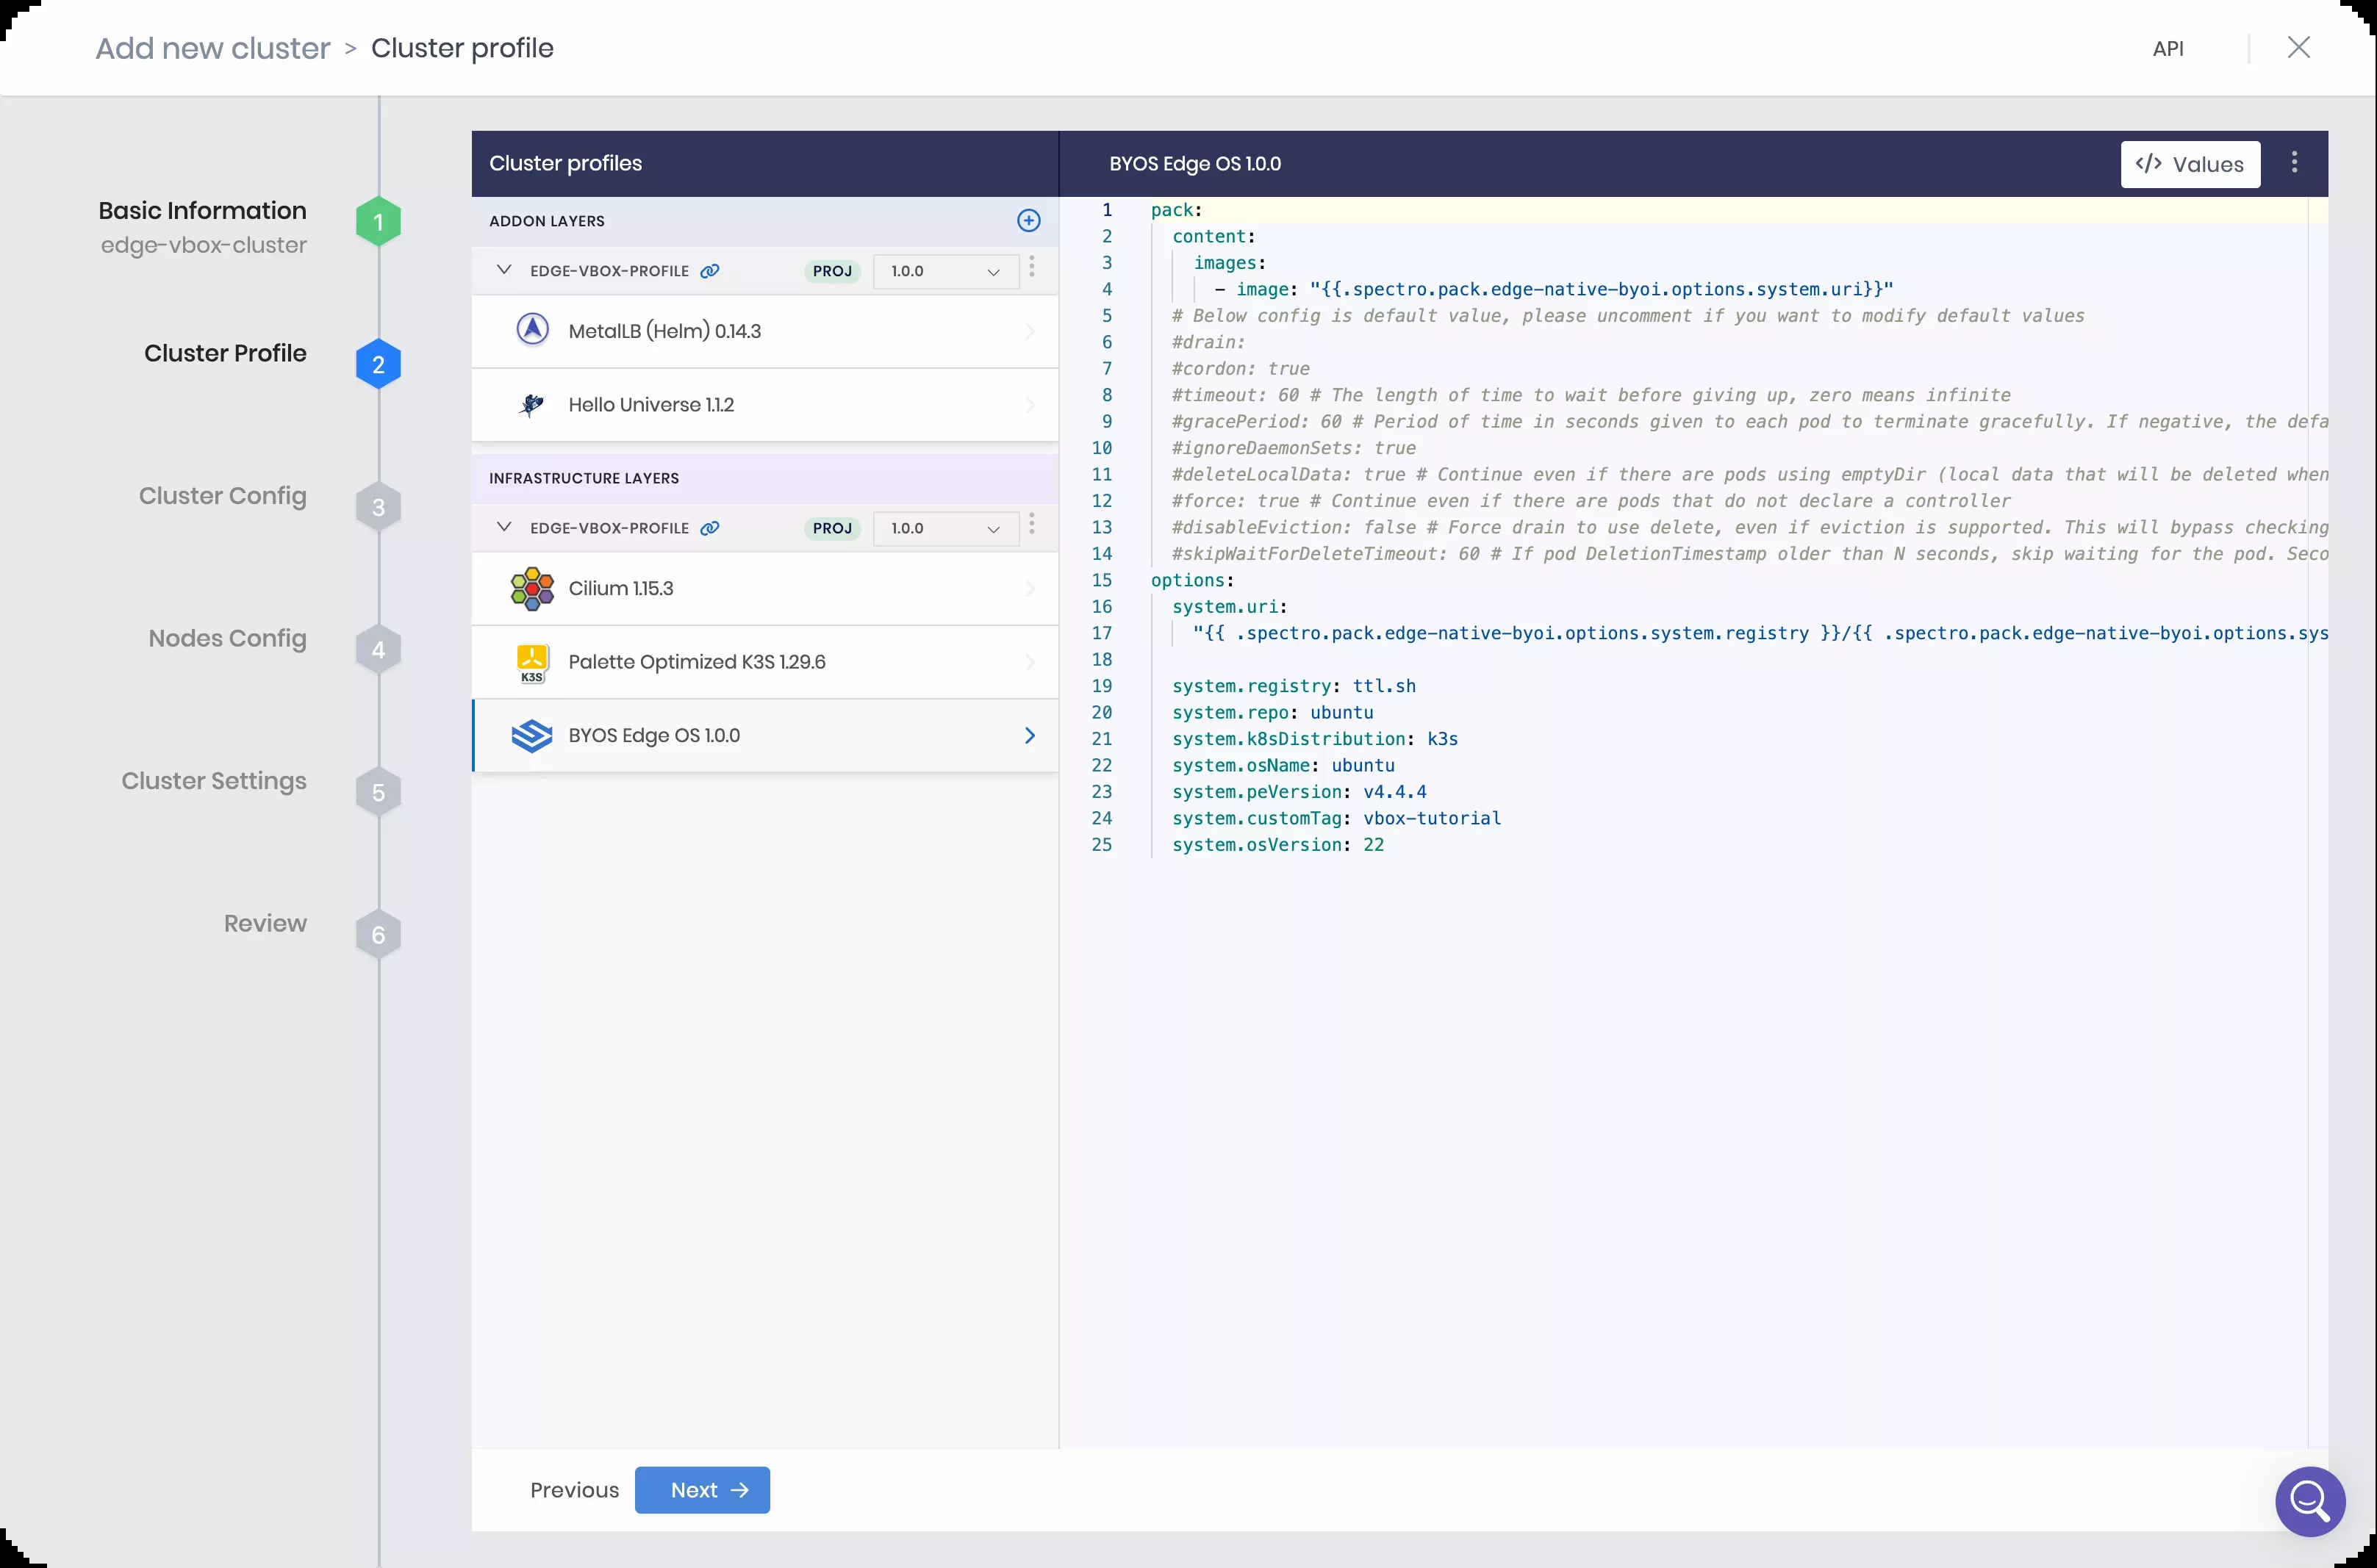 Add new cluster > Cluster profile
API
Basic Information
edge-vbox-cluster
1
Cluster Profile
2
Cluster Config
3
Nodes Config
4
Cluster Settings
5
Review
6
Cluster profiles
ADDON LAYERS
EDGE-VBOX-PROFILE PROJ 1.0.0
MetalLB (Helm) 0.14.3
Hello Universe 1.1.2
INFRASTRUCTURE LAYERS
EDGE-VBOX-PROFILE PROJ 1.0.0
Cilium 1.15.3
K3S Palette Optimized K3S 1.29.6
BYOS Edge OS 1.0.0
BYOS Edge OS 1.0.0
</> Values
1 pack:
2 content:
3 images:
4 - image: "{{.spectro.pack.edge-native-byoi.options.system.uri}}"
5 # Below config is default value, please uncomment if you want to modify default values
6 #drain:
7 #cordon: true
8 #timeout: 60 # The length of time to wait before giving up, zero means infinite
9 #gracePeriod: 60 # Period of time in seconds given to each pod to terminate gracefully. If negative, the defa
10 #ignoreDaemonSets: true
11 #deleteLocalData: true # Continue even if there are pods using emptyDir (local data that will be deleted when
12 #force: true # Continue even if there are pods that do not declare a controller
13 #disableEviction: false # Force drain to use delete, even if eviction is supported. This will bypass checking
14 #skipWaitForDeleteTimeout: 60 # If pod DeletionTimestamp older than N seconds, skip waiting for the pod. Seco
15 options:
16 system.uri:
17 "{{ .spectro.pack.edge-native-byoi.options.system.registry }}/{{ .spectro.pack.edge-native-byoi.options.sys
18
19 system.registry: ttl.sh
20 system.repo: ubuntu
21 system.k8sDistribution: k3s
22 system.osName: ubuntu
23 system.peVersion: v4.4.4
24 system.customTag: vbox-tutorial
25 system.osVersion: 22
Previous
Next →